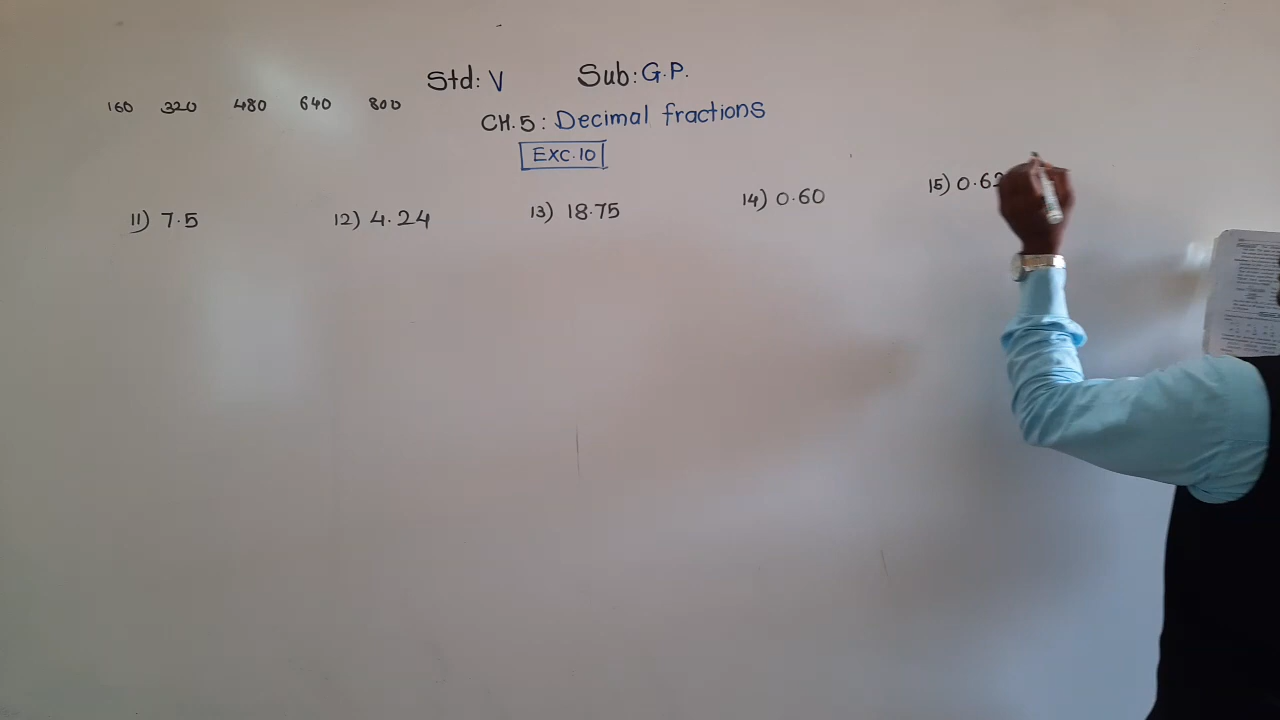 Std: V Sub: G.P.
160 320 480 640 800
CH.5: Decimal fractions
EXC.10
11) 7.5 12) 4.24 13) 18.75 14) 0.60 15) 0.62